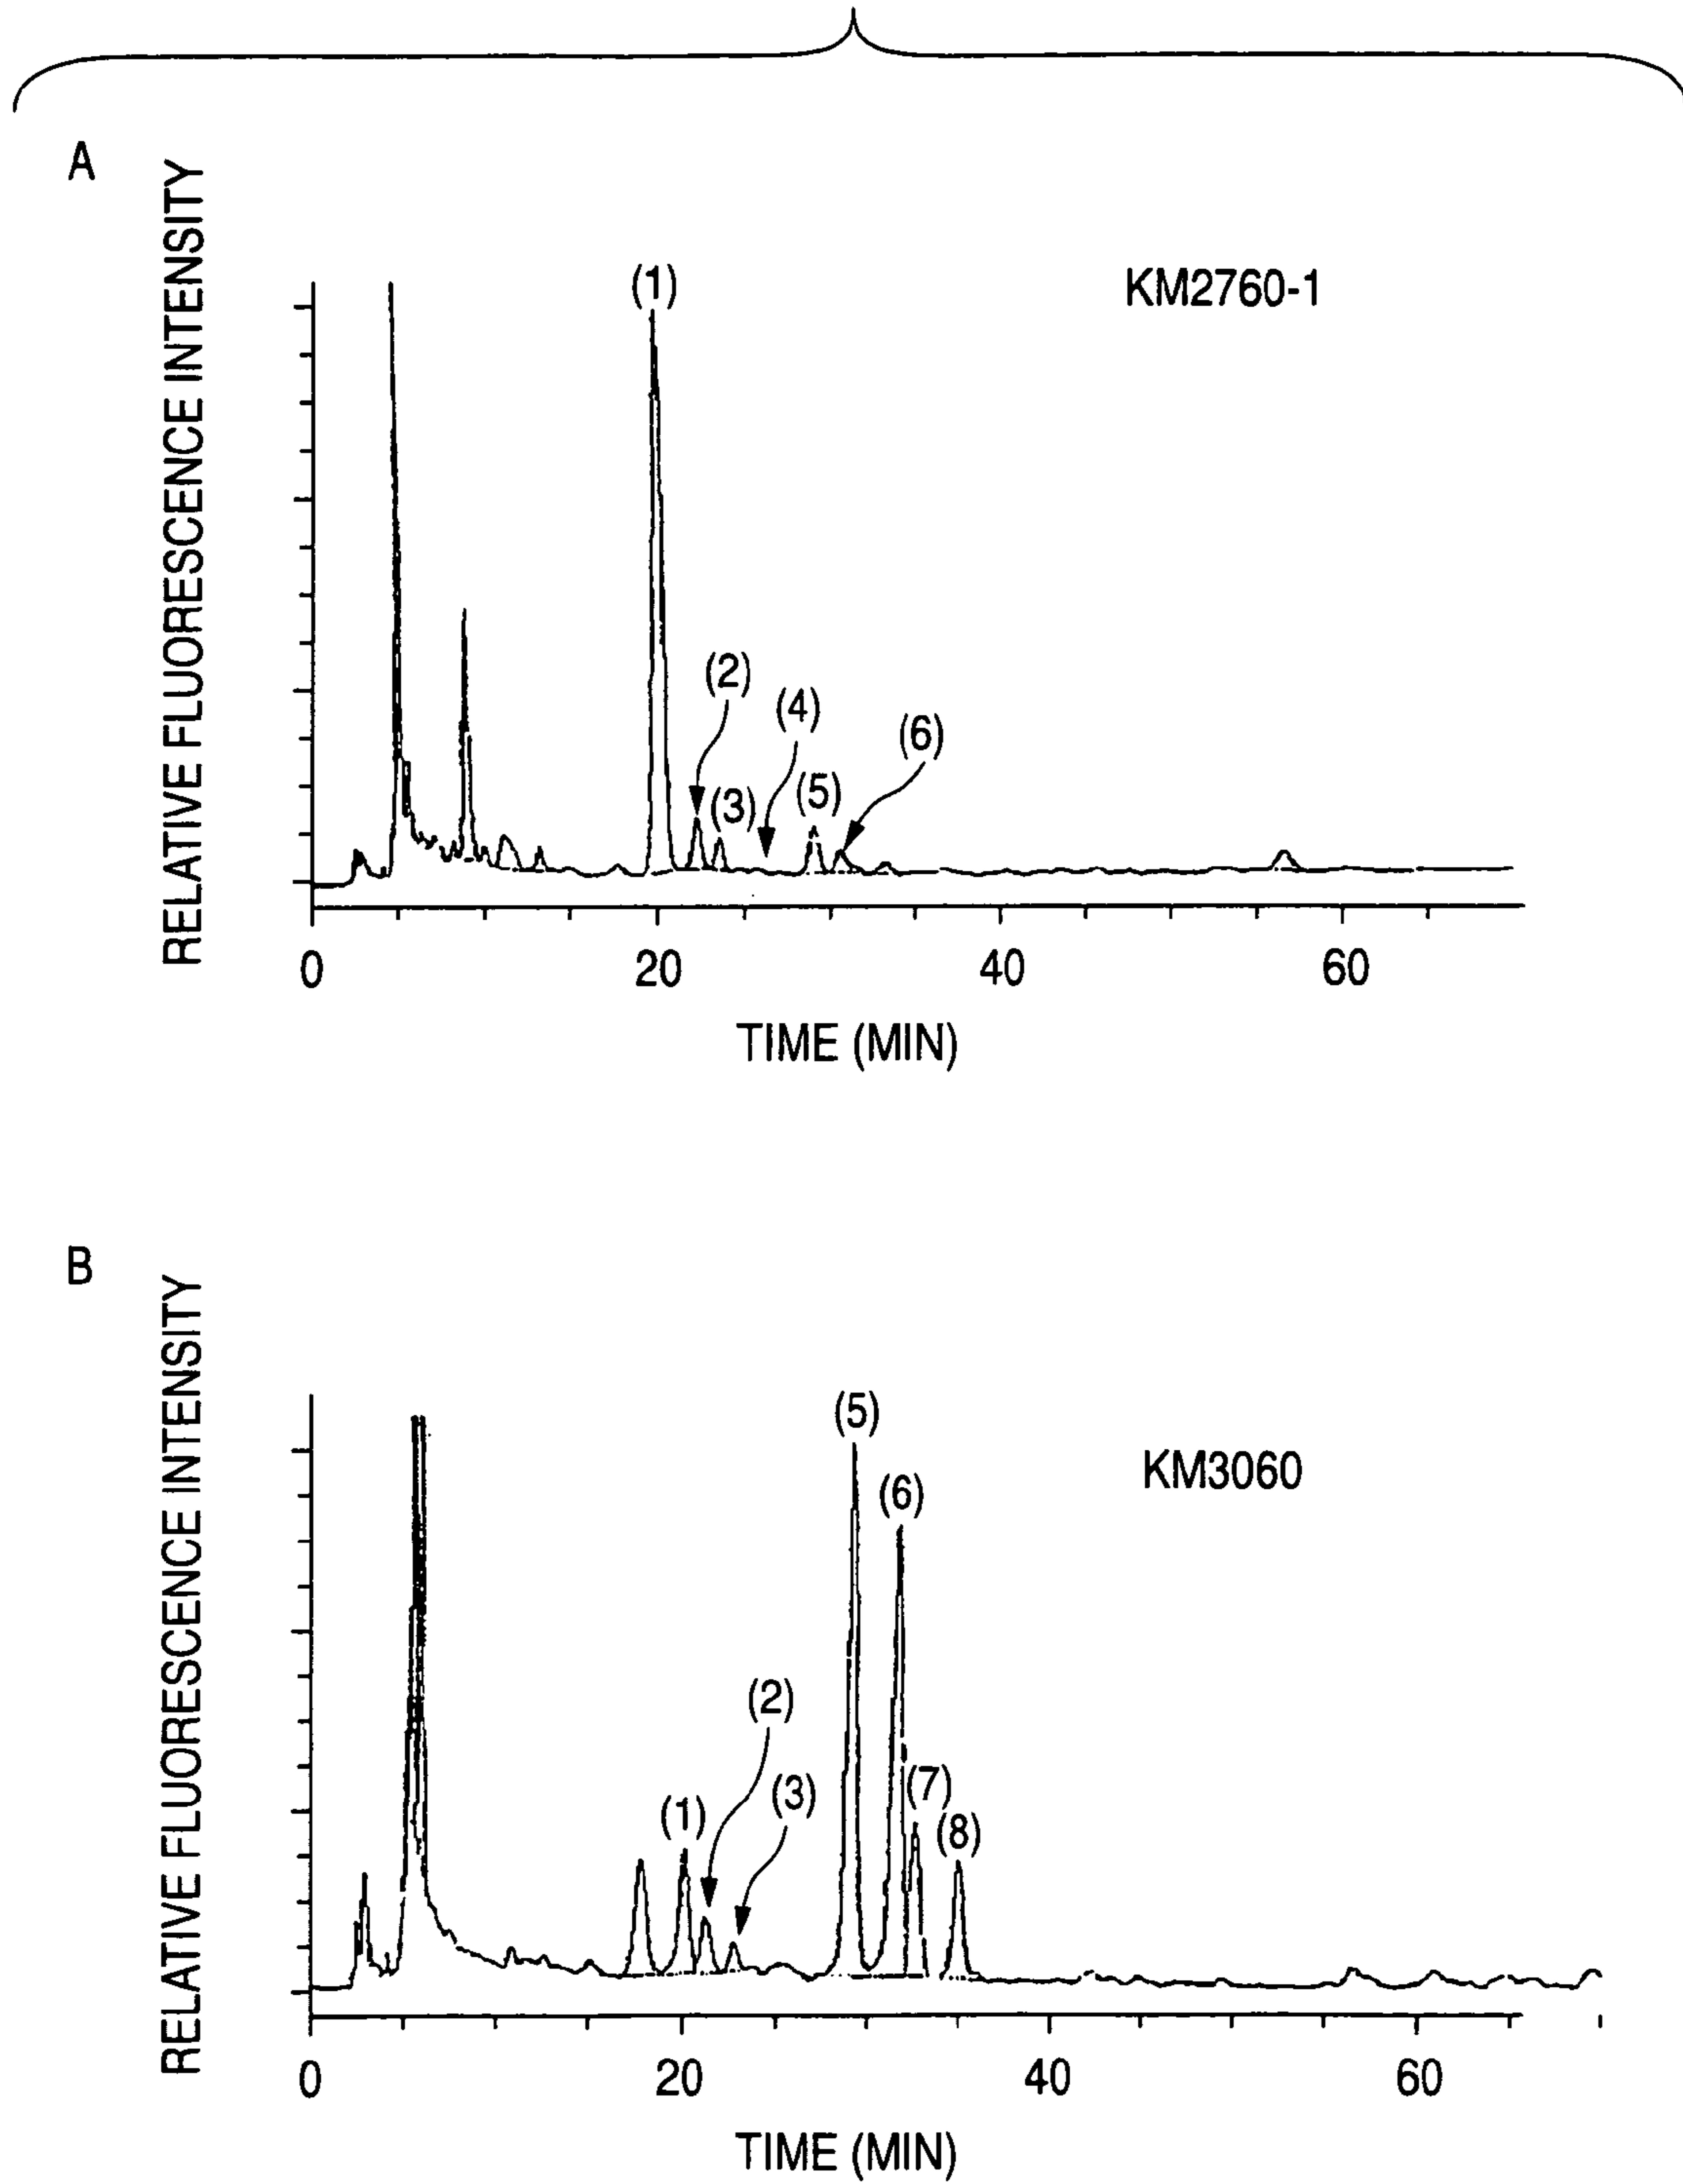 A
RELATIVE FLUORESCENCE INTENSITY
KM2760-1
(1)
(2)
(3)
(4)
(5)
(6)
0
20
40
60
TIME (MIN)
B
RELATIVE FLUORESCENCE INTENSITY
KM3060
(5)
(6)
(2)
(1)
(3)
(7)
(8)
0
20
40
60
TIME (MIN)